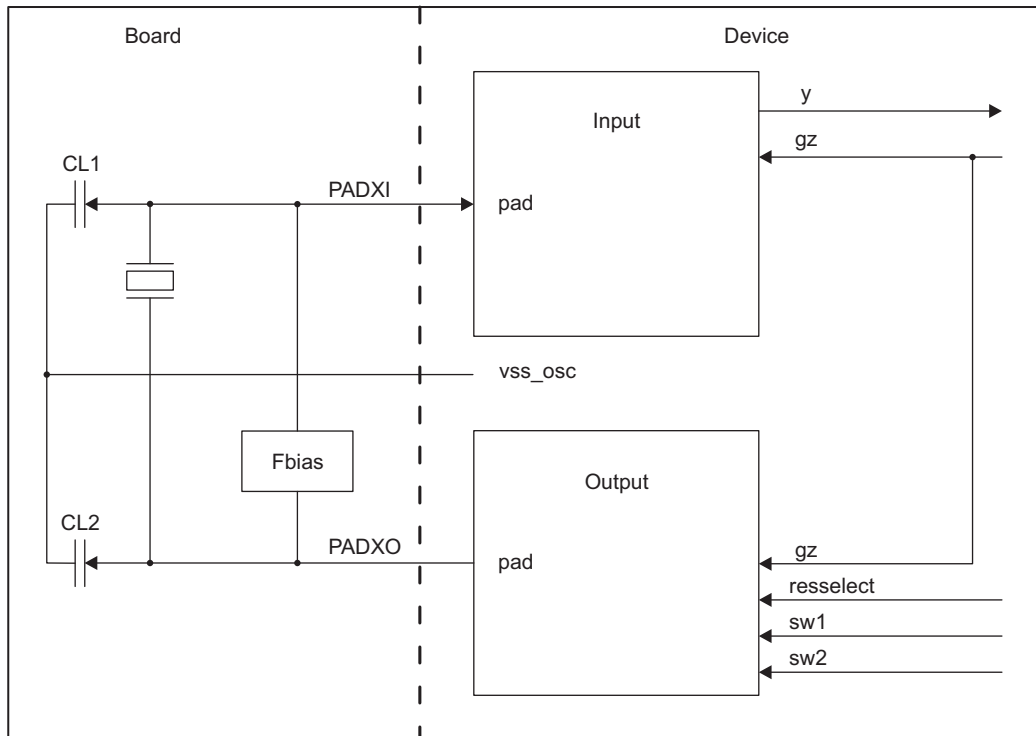 Board
Device
y
Input
gz
CL1
PADXI
pad
vss_osc
Fbias
Output
CL2
PADXO
pad
gz
resselect
sw1
sw2